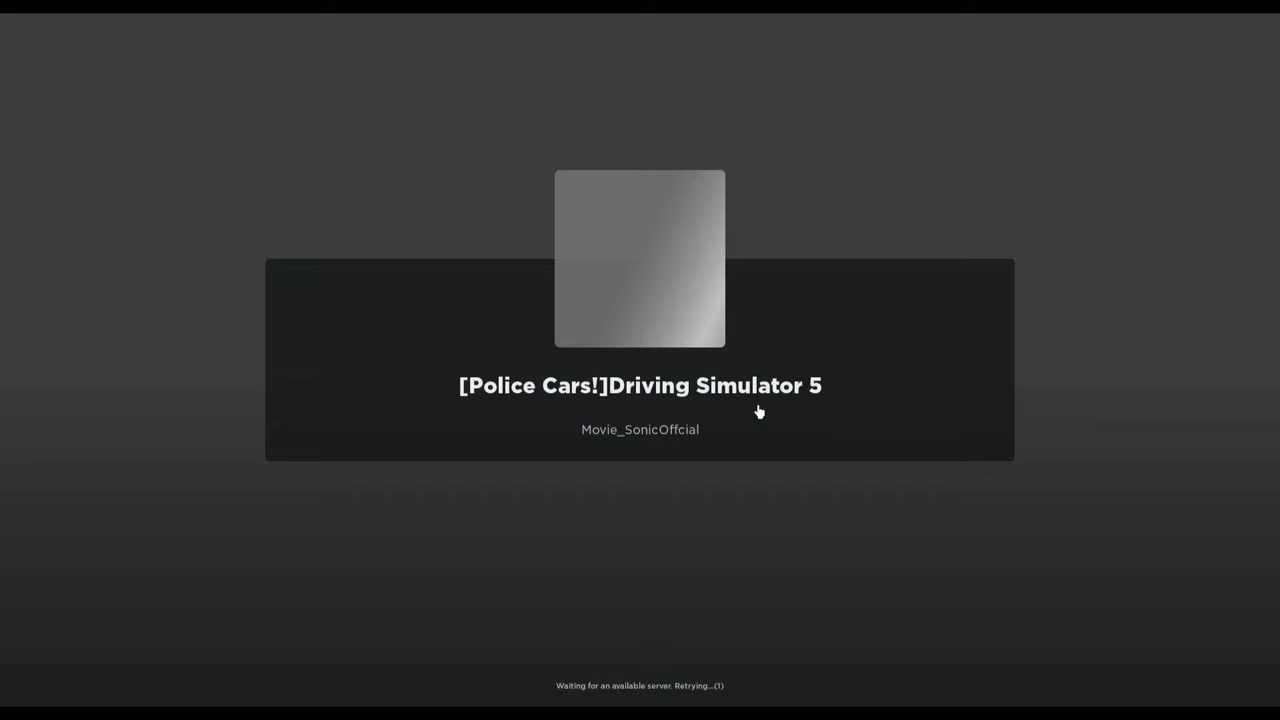 [Police Cars!]Driving Simulator 5
Movie_SonicOffcial
Waiting for an available server. Retrying...(1)